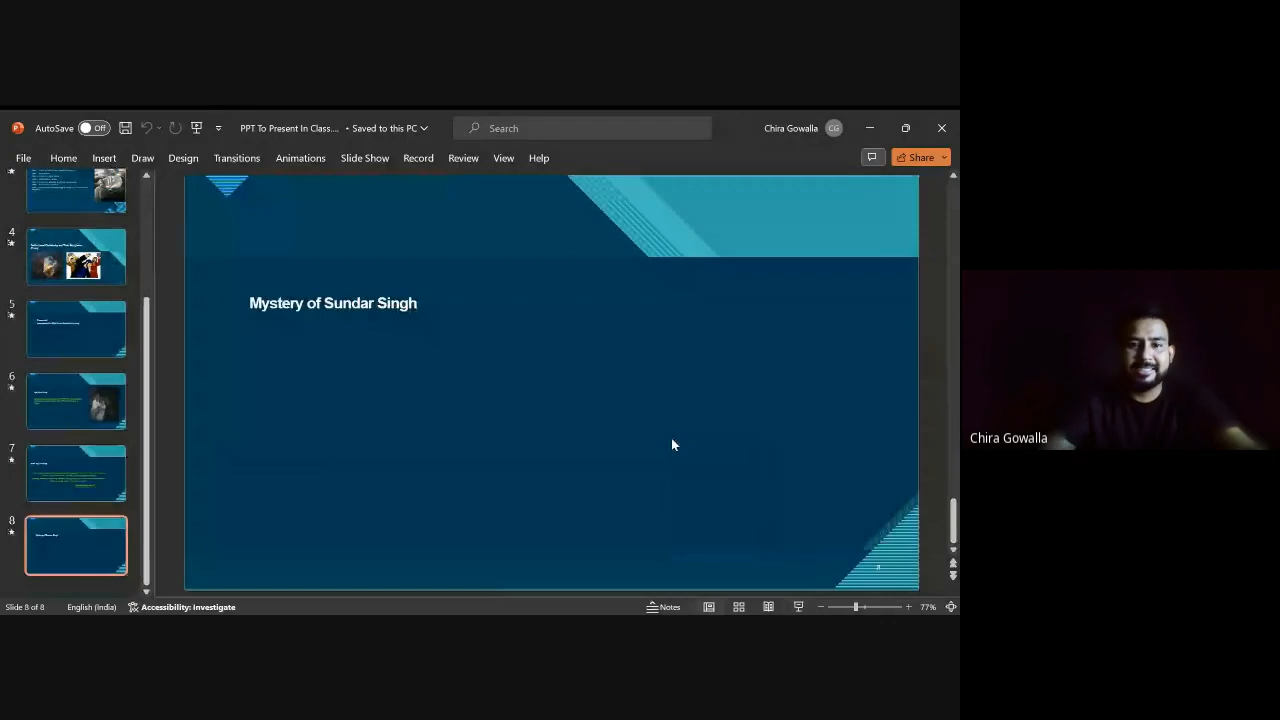 AutoSave Off
PPT To Present In Class.... • Saved to this PC
Search
Chira Gowalla CG
File Home Insert Draw Design Transitions Animations Slide Show Record Review View Help
Share
4
5
6
7
8
Mystery of Sundar Singh
8
Chira Gowalla
Slide 8 of 8 English (India) Accessibility: Investigate Notes 77%